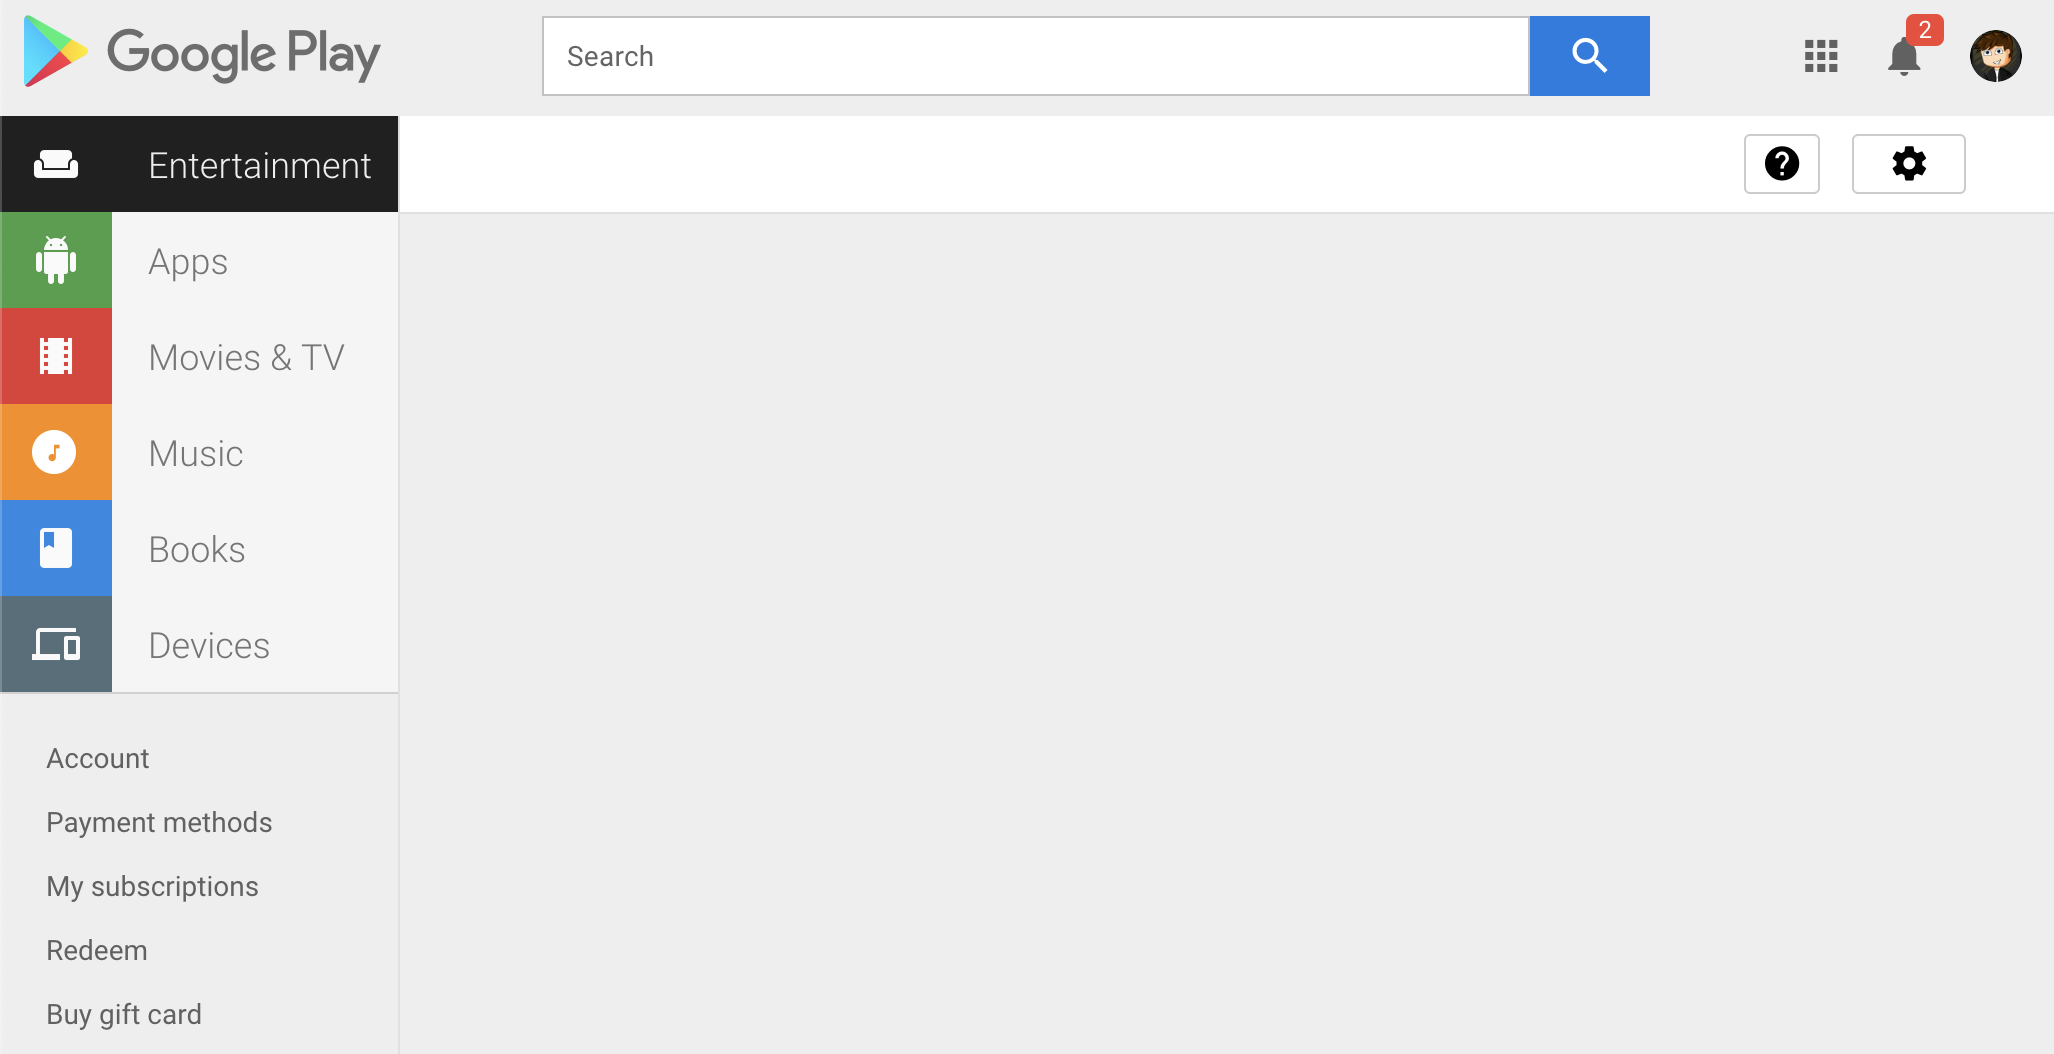 Google Play
Search
2
Entertainment
Apps
Movies & TV
Music
Books
Devices
Account
Payment methods
My subscriptions
Redeem
Buy gift card